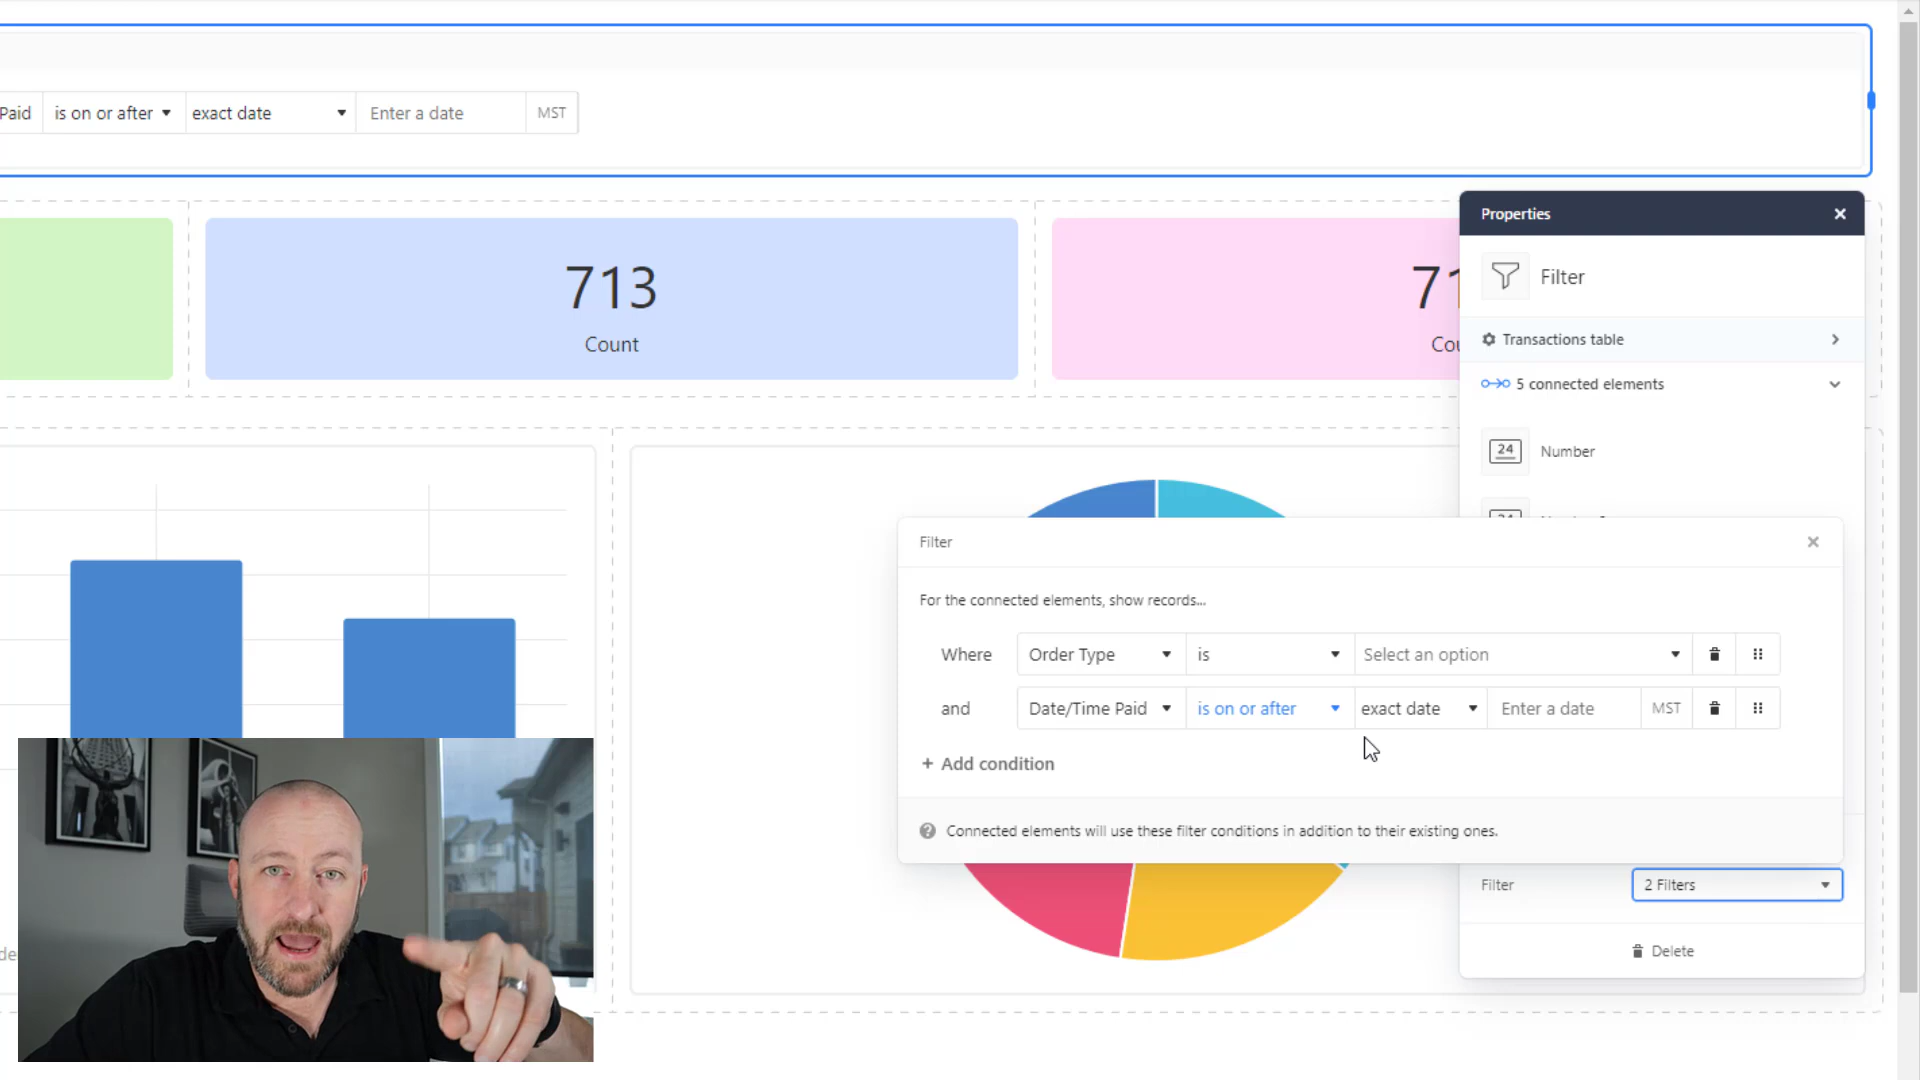 Paid is on or after exact date Enter a date MST
Properties
Filter
Transactions table
5 connected elements
24 Number
713
Count
71
Cou
Filter
For the connected elements, show records...
Where Order Type is Select an option
and Date/Time Paid is on or after exact date Enter a date MST
+ Add condition
Connected elements will use these filter conditions in addition to their existing ones.
Filter 2 Filters
Delete
de